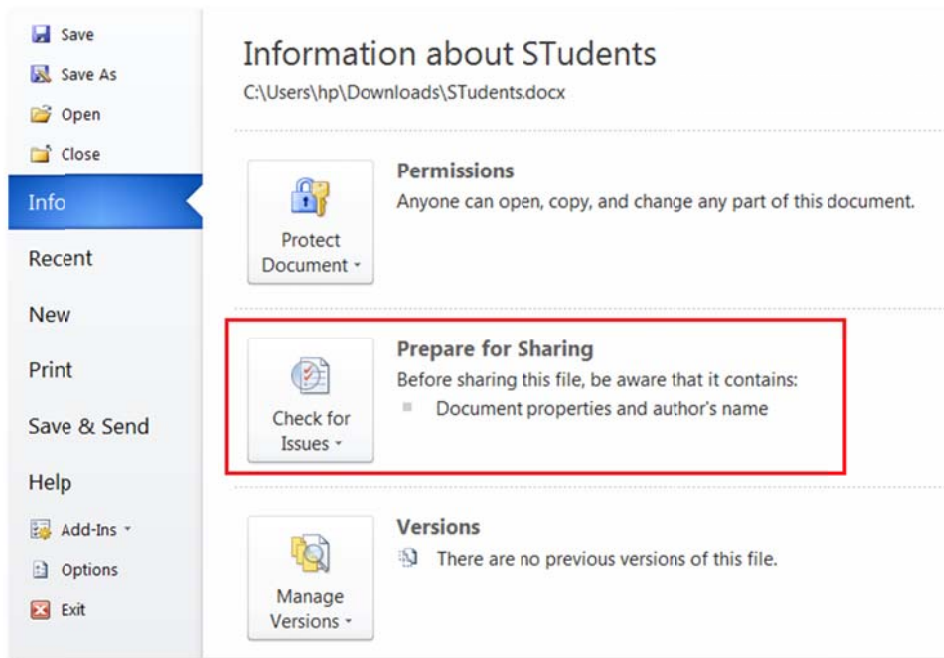 Save
Save As
Open
Close
Info
Recent
New
Print
Save & Send
Help
Add-Ins
Options
Exit
Information about STudents
C:\Users\hp\Downloads\STudents.docx
Protect
Document
Permissions
Anyone can open, copy, and change any part of this document.
Check for
Issues
Prepare for Sharing
Before sharing this file, be aware that it contains:
Document properties and author's name
Manage
Versions
Versions
There are no previous versions of this file.